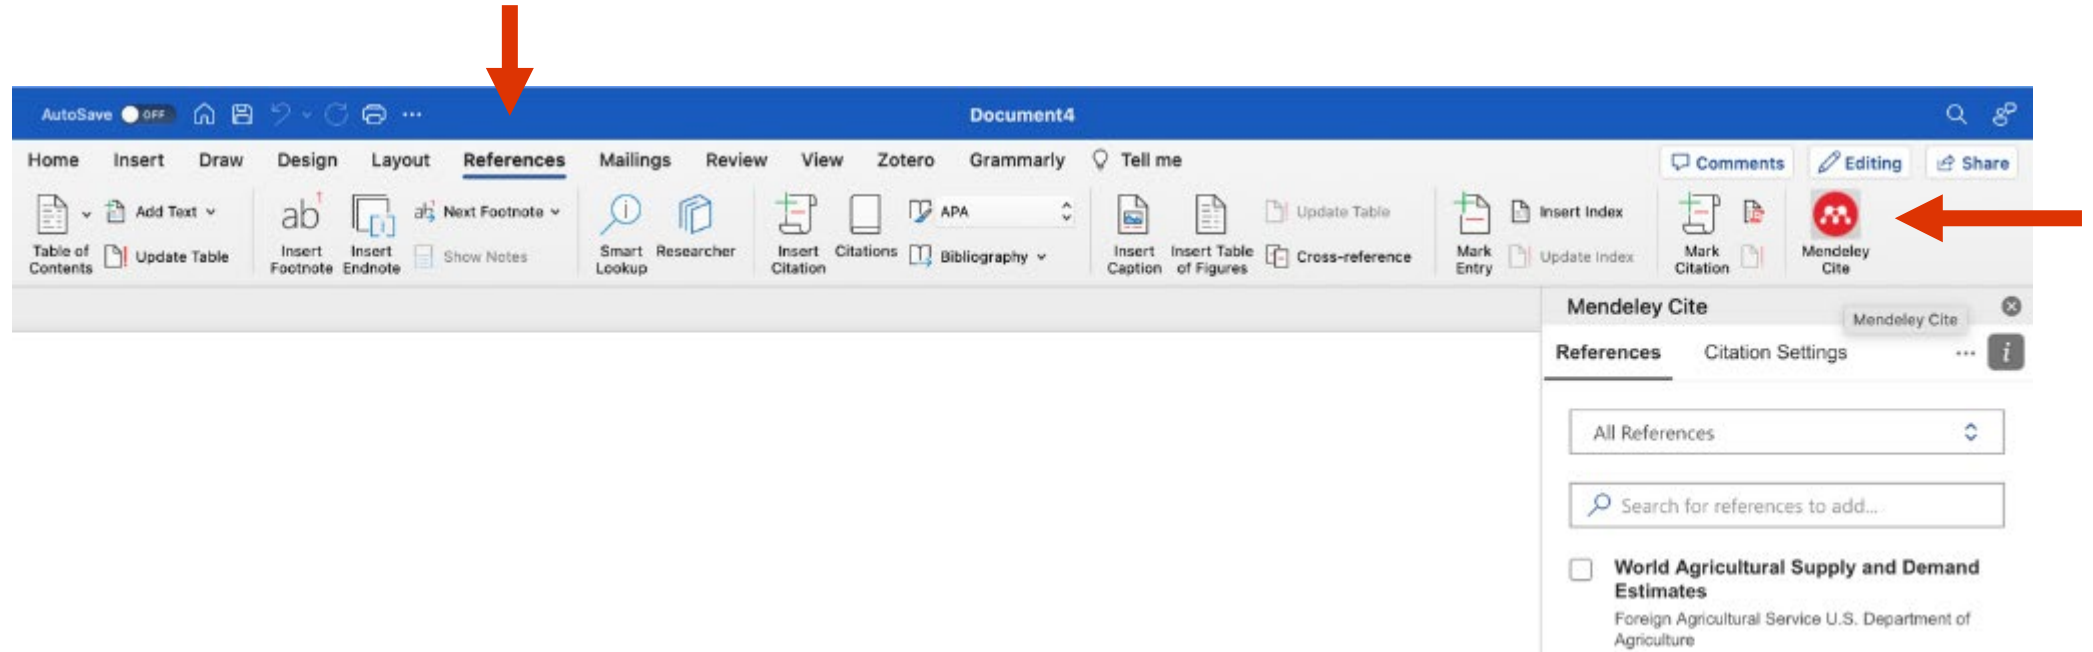 AutoSave OFF
Document4
Home Insert Draw Design Layout References Mailings Review View Zotero Grammarly Tell me Comments Editing Share
Table of
Contents
Add Text
Update Table
ab
Insert
Footnote
Insert
Endnote
Next Footnote
Show Notes
Smart
Lookup
Researcher
Insert
Citation
Citations
APA
Bibliography
Insert
Caption
Insert Table
of Figures
Update Table
Cross-reference
Mark
Entry
Insert Index
Update Index
Mark
Citation
Mendeley
Cite
Mendeley Cite
Mendeley Cite
References Citation Settings
All References
Search for references to add...
World Agricultural Supply and Demand
Estimates
Foreign Agricultural Service U.S. Department of
Agriculture